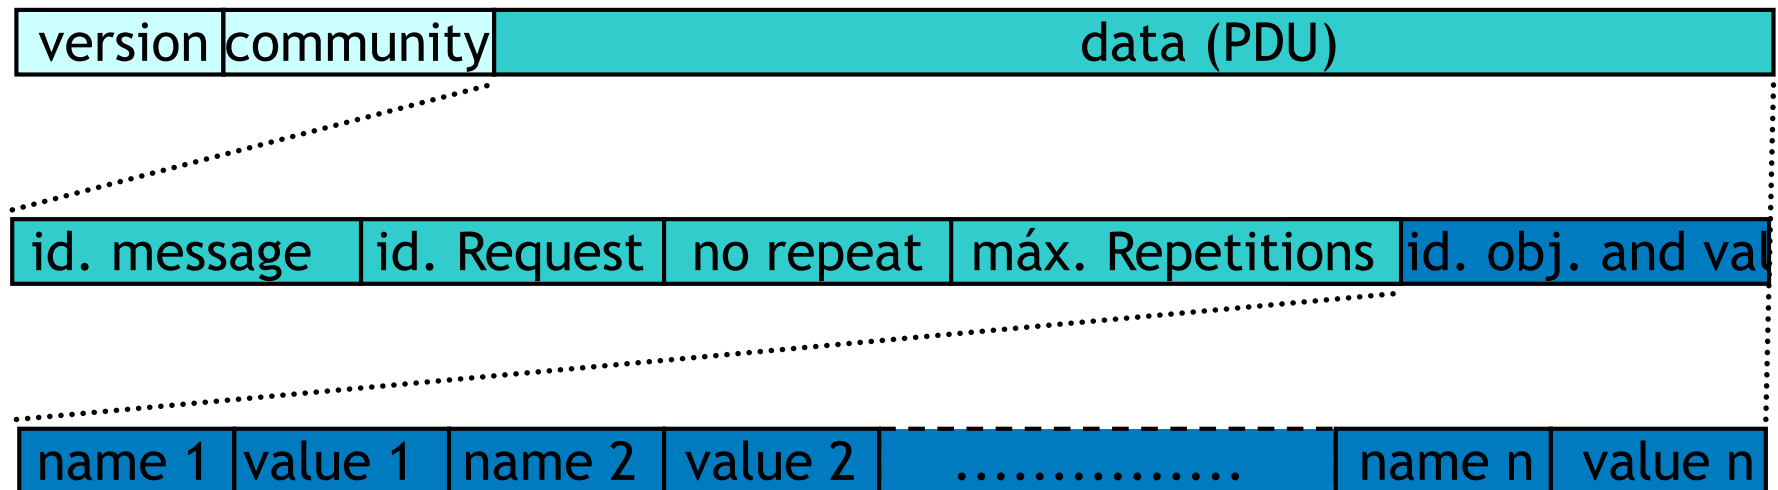 version community data (PDU)
id. message id. Request no repeat máx. Repetitions id. obj. and val
name 1 value 1 name 2 value 2 ............... name n value n